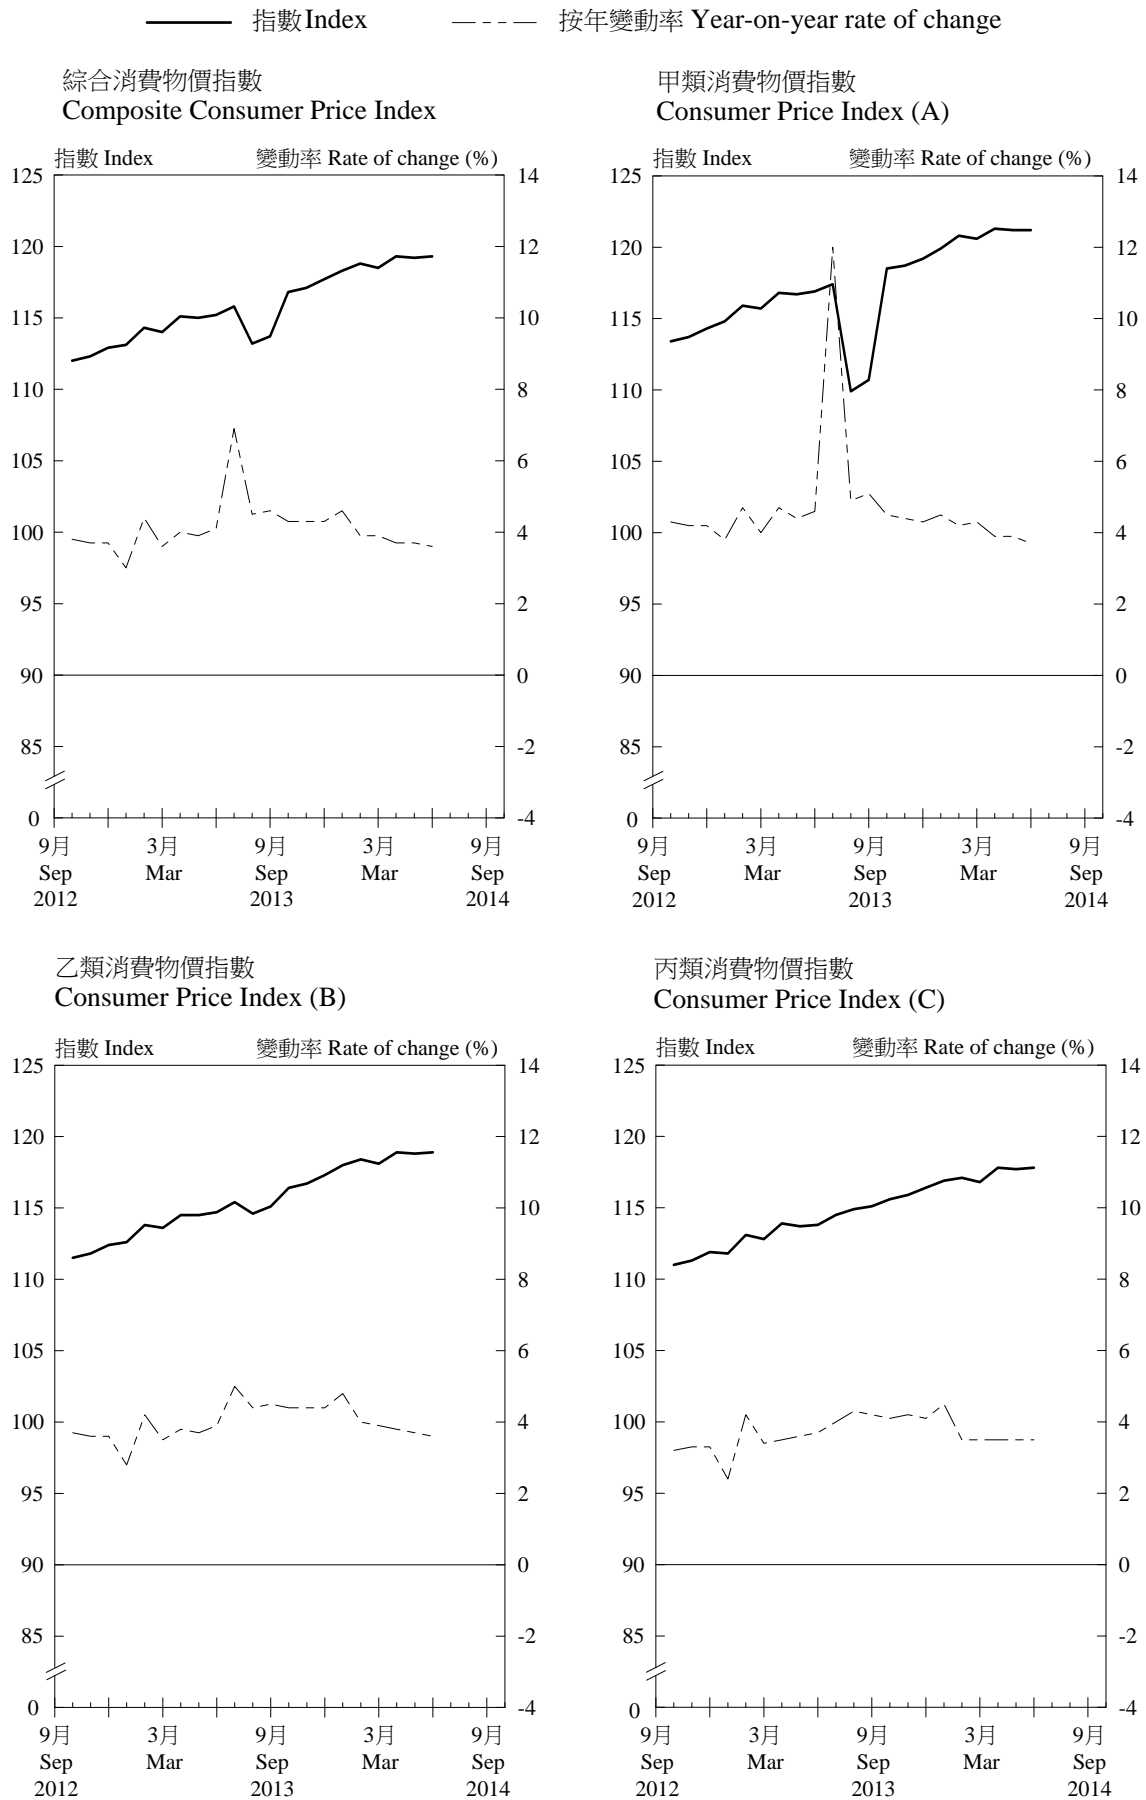 指數 Index 按年變動率 Year-on-year rate of change
綜合消費物價指數
Composite Consumer Price Index
指數 Index 變動率 Rate of change (%)
125 14
120 12
115 10
110 8
105 6
100 4
95 2
90 0
85 -2
0 -4
9月 3月 9月 3月 9月
Sep Mar Sep Mar Sep
2012 2013 2014
甲類消費物價指數
Consumer Price Index (A)
指數 Index 變動率 Rate of change (%)
125 14
120 12
115 10
110 8
105 6
100 4
95 2
90 0
85 -2
0 -4
9月 3月 9月 3月 9月
Sep Mar Sep Mar Sep
2012 2013 2014
乙類消費物價指數
Consumer Price Index (B)
指數 Index 變動率 Rate of change (%)
125 14
120 12
115 10
110 8
105 6
100 4
95 2
90 0
85 -2
0 -4
9月 3月 9月 3月 9月
Sep Mar Sep Mar Sep
2012 2013 2014
丙類消費物價指數
Consumer Price Index (C)
指數 Index 變動率 Rate of change (%)
125 14
120 12
115 10
110 8
105 6
100 4
95 2
90 0
85 -2
0 -4
9月 3月 9月 3月 9月
Sep Mar Sep Mar Sep
2012 2013 2014